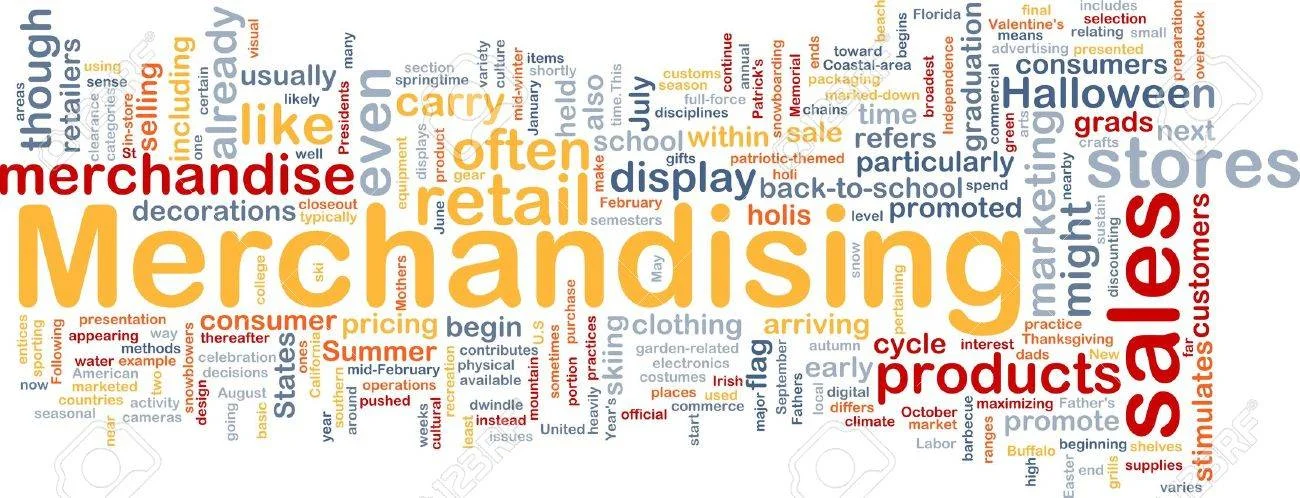 though
areas
retailers
using
sense
clearance
categories
in-store
St
selling
including
one
certain
already
visual
usually
likely
like
well
Presidents
many
even
section
springtime
carry
equipment
displays
product
gear
variety
culture
mid-winter
January
items
shortly
often
retail
held
also
make
time.This
school
July
customs
season
full-force
disciplines
gifts
within
continue
Patrick's
annual
snowboarding
Memorial
ends
sale
patriotic-themed
holi
display
back-to-school
toward
Coastal-area
packaging
marked-down
chains
time
refers
particularly
spend
beach
begins
broadest
Florida
Independence
graduation
commercial
green
final
Valentine's
means
advertising
consumers
Halloween
arts
grads
crafts
includes
selection
relating
small
presented
preparation
overstock
next
stores
merchandise
decorations
closeout
typically
June
February
semesters
holis
level
promoted
marketing
nearby
might
sustain
discounting
Merchandising
college
ski
Mothers
May
snow
pertaining
sales
customers
far
stimulates
entices
sporting
now
Following
presentation
appearing
way
methods
water
example
American
marketed
countries
two
activity
cameras
seasonal
near
snowblowers
design
consumer
thereafter
celebration
decisions
August
going
basic
States
ones
California
year
southern
around
pricing
Summer
mid-February
operations
pushed
weeks
cultural
recreation
least
begin
contributes
physical
available
dwindle
instead
issues
mountain
U.S
sometimes
portion
purchase
practices
heavily
United
Year's
skiing
clothing
garden-related
electronics
costumes
Irish
places
used
official
commerce
start
major
flag
September
Fathers
arriving
autumn
early
local
digital
differs
climate
cycle
interest
products
October
market
Labor
barbecue
maximizing
ranges
practice
Thanksgiving
dads
New
Father's
promote
Buffalo
high
Easter
beginning
end
grills
shelves
supplies
varies
123RF